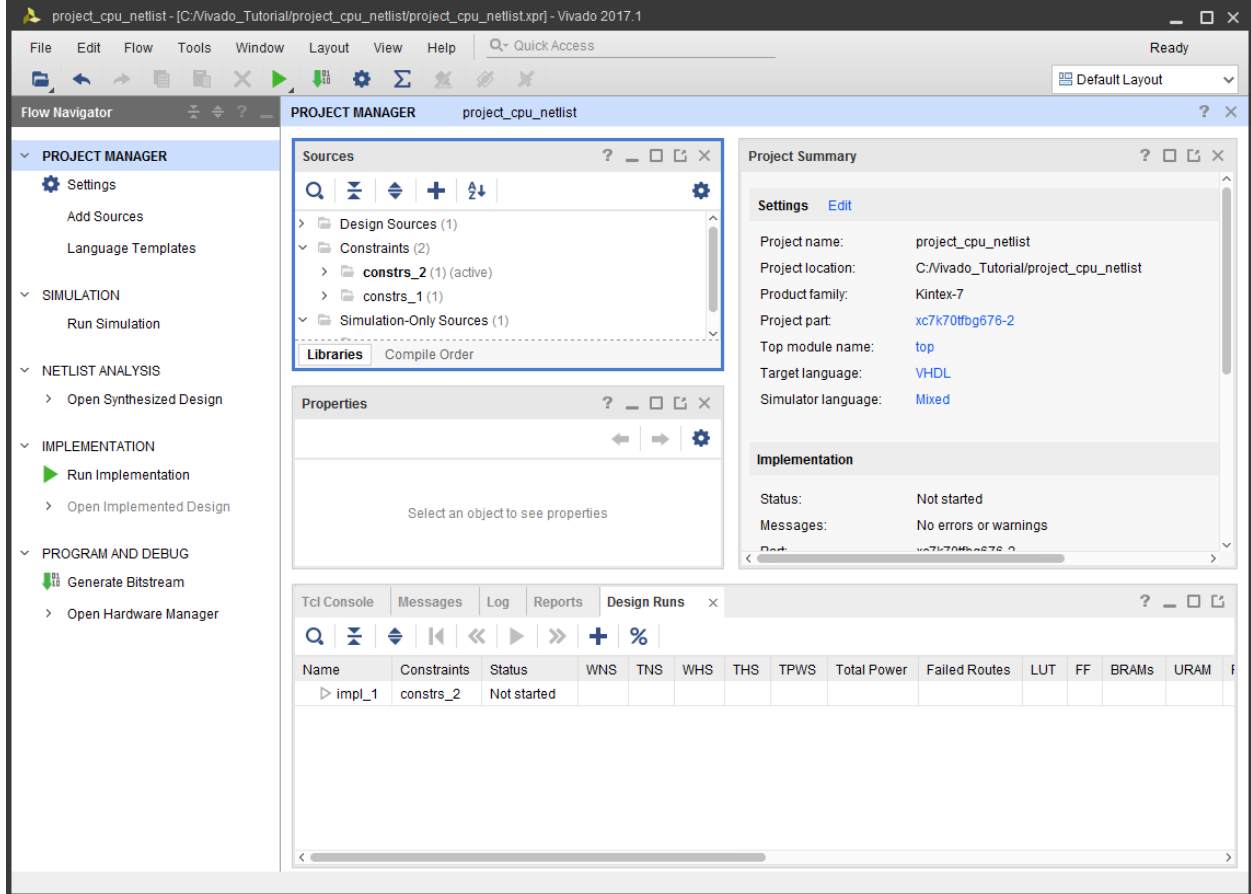 project_cpu_netlist - [C:/Vivado_Tutorial/project_cpu_netlist/project_cpu_netlist.xpr] - Vivado 2017.1
File Edit Flow Tools Window Layout View Help Quick Access Ready
Default Layout
Flow Navigator
PROJECT MANAGER project_cpu_netlist
PROJECT MANAGER
Settings
Add Sources
Language Templates
SIMULATION
Run Simulation
NETLIST ANALYSIS
Open Synthesized Design
IMPLEMENTATION
Run Implementation
Open Implemented Design
PROGRAM AND DEBUG
Generate Bitstream
Open Hardware Manager
Sources
Design Sources (1)
Constraints (2)
constrs_2 (1) (active)
constrs_1 (1)
Simulation-Only Sources (1)
Libraries Compile Order
Properties
Select an object to see properties
Project Summary
Settings Edit
Project name: project_cpu_netlist
Project location: C:/Vivado_Tutorial/project_cpu_netlist
Product family: Kintex-7
Project part: xc7k70tfbg676-2
Top module name: top
Target language: VHDL
Simulator language: Mixed
Implementation
Status: Not started
Messages: No errors or warnings
Part: xc7k70tfbg676-2
Tcl Console Messages Log Reports Design Runs
Name Constraints Status WNS TNS WHS THS TPWS Total Power Failed Routes LUT FF BRAMs URAM
impl_1 constrs_2 Not started